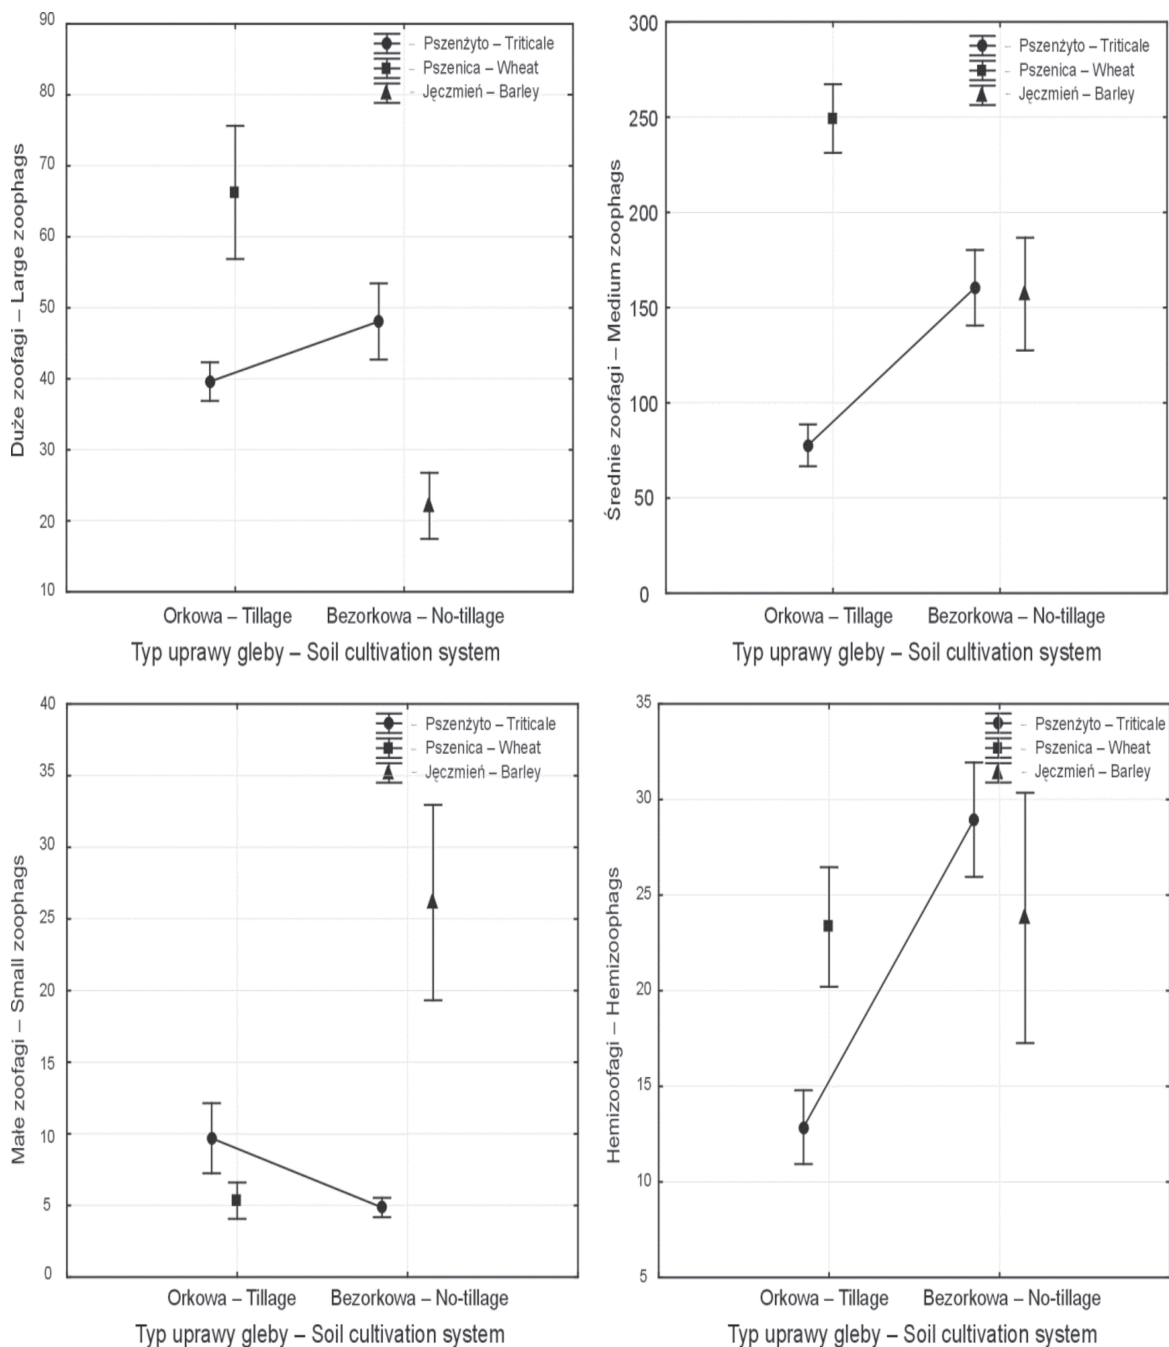 90
80
70
60
50
40
30
20
10
Duże zoofagi – Large zoophags
Pszenżyto – Triticale
Pszenica – Wheat
Jęczmień – Barley
Orkowa – Tillage
Bezorkowa – No-tillage
Typ uprawy gleby – Soil cultivation system
300
250
200
150
100
50
0
Średnie zoofagi – Medium zoophags
Pszenżyto – Triticale
Pszenica – Wheat
Jęczmień – Barley
Orkowa – Tillage
Bezorkowa – No-tillage
Typ uprawy gleby – Soil cultivation system
40
35
30
25
20
15
10
5
0
Małe zoofagi – Small zoophags
Pszenżyto – Triticale
Pszenica – Wheat
Jęczmień – Barley
Orkowa – Tillage
Bezorkowa – No-tillage
Typ uprawy gleby – Soil cultivation system
35
30
25
20
15
10
5
Hemizoofagi – Hemizoophags
Pszenżyto – Triticale
Pszenica – Wheat
Jęczmień – Barley
Orkowa – Tillage
Bezorkowa – No-tillage
Typ uprawy gleby – Soil cultivation system